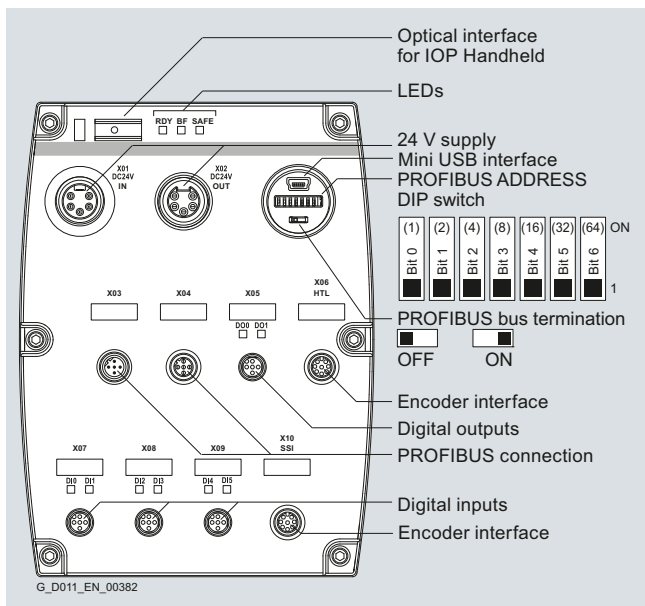 Optical interface
for IOP Handheld
LEDs
RDY BF SAFE
24 V supply
Mini USB interface
PROFIBUS ADDRESS
DIP switch
X01
DC24V
IN
X02
DC24V
OUT
(1) (2) (4) (8) (16) (32) (64) ON
Bit 0 Bit 1 Bit 2 Bit 3 Bit 4 Bit 5 Bit 6
1
PROFIBUS bus termination
OFF ON
X03 X04 X05 X06
HTL
DO0 DO1
Encoder interface
Digital outputs
PROFIBUS connection
X07 X08 X09 X10
SSI
DI0 DI1 DI2 DI3 DI4 DI5
Digital inputs
Encoder interface
G_D011_EN_00382